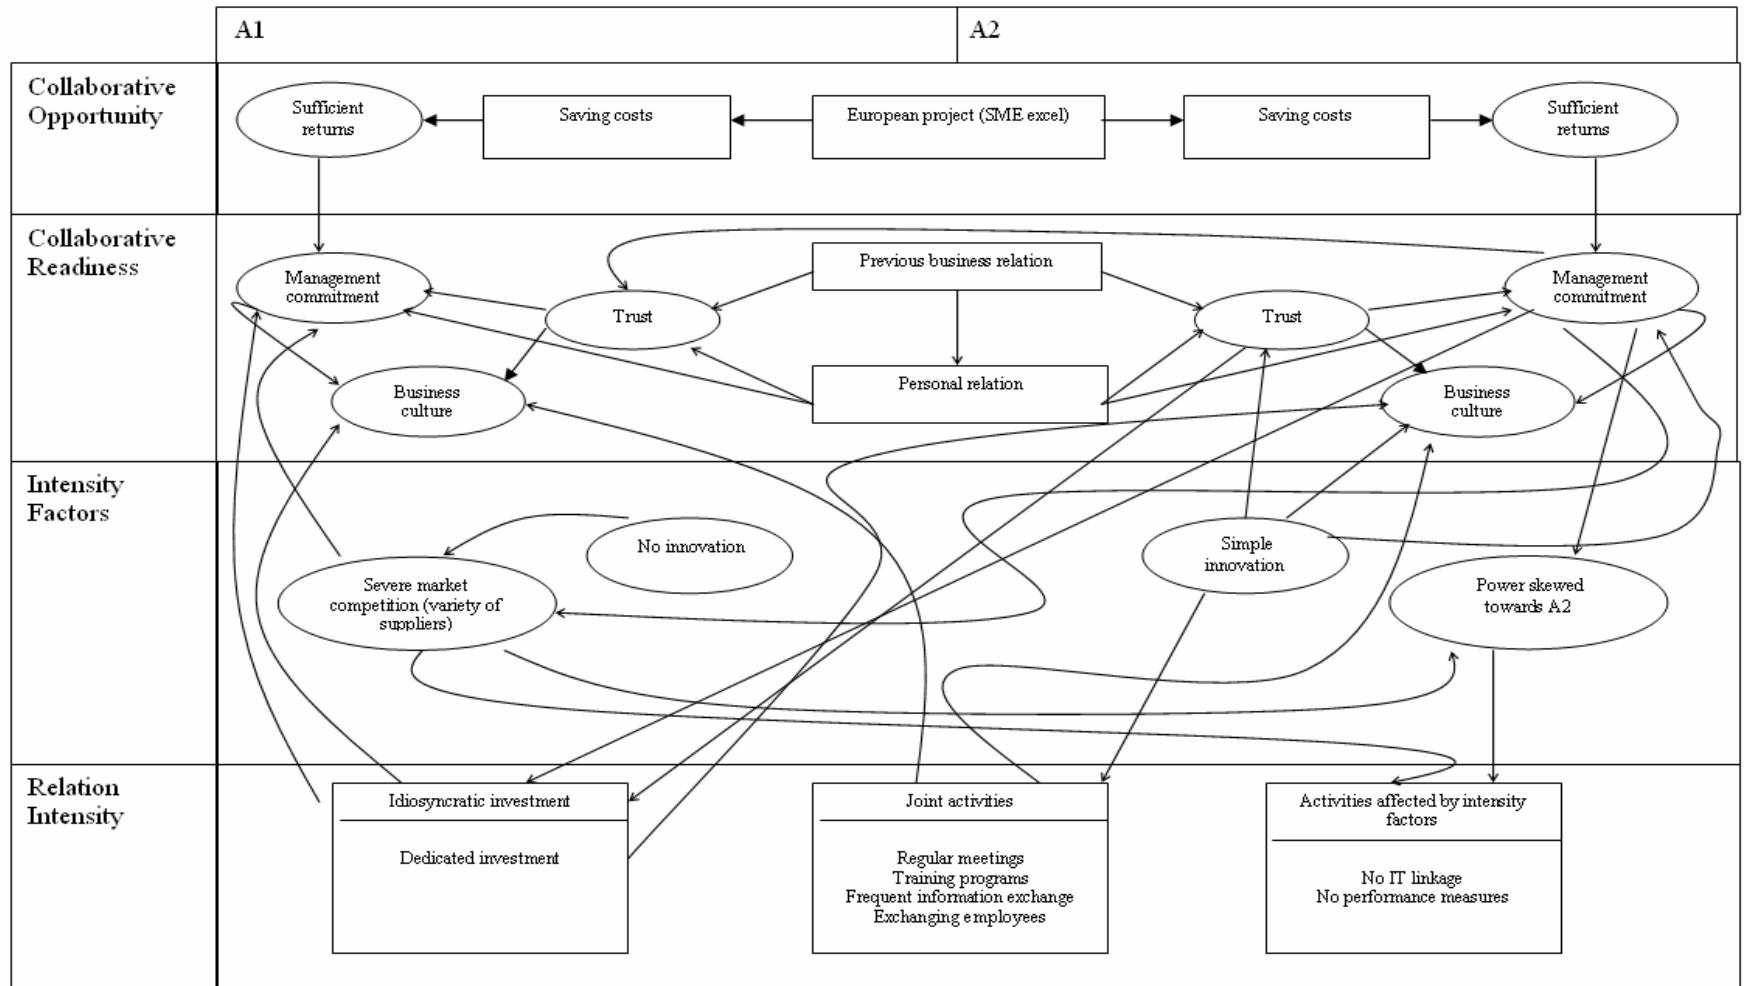 A1
A2
Collaborative
Opportunity
Sufficient
returns
Saving costs
European project (SME excel)
Saving costs
Sufficient
returns
Collaborative
Readiness
Management
commitment
Trust
Previous business relation
Trust
Management
commitment
Business
culture
Personal relation
Business
culture
Intensity
Factors
No innovation
Severe market
competition (variety of
suppliers)
Simple
innovation
Power skewed
towards A2
Relation
Intensity
Idiosyncratic investment
Dedicated investment
Joint activities
Regular meetings
Training programs
Frequent information exchange
Exchanging employees
Activities affected by intensity
factors
No IT linkage
No performance measures